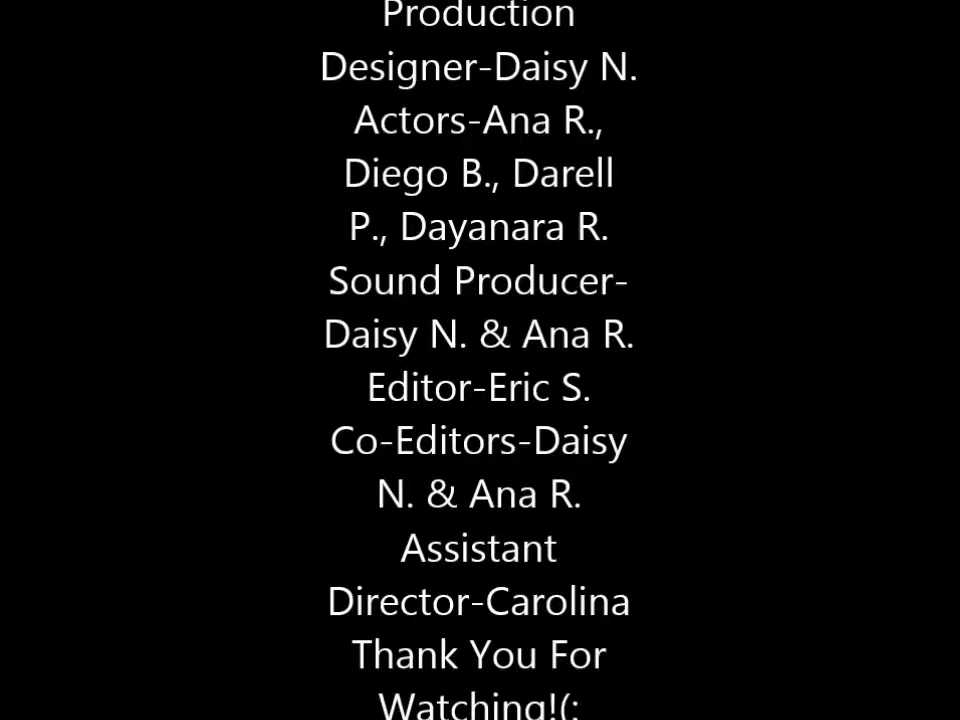 Production
Designer-Daisy N.
Actors-Ana R.,
Diego B., Darell
P., Dayanara R.
Sound Producer-
Daisy N. & Ana R.
Editor-Eric S.
Co-Editors-Daisy
N. & Ana R.
Assistant
Director-Carolina
Thank You For
Watching!(: